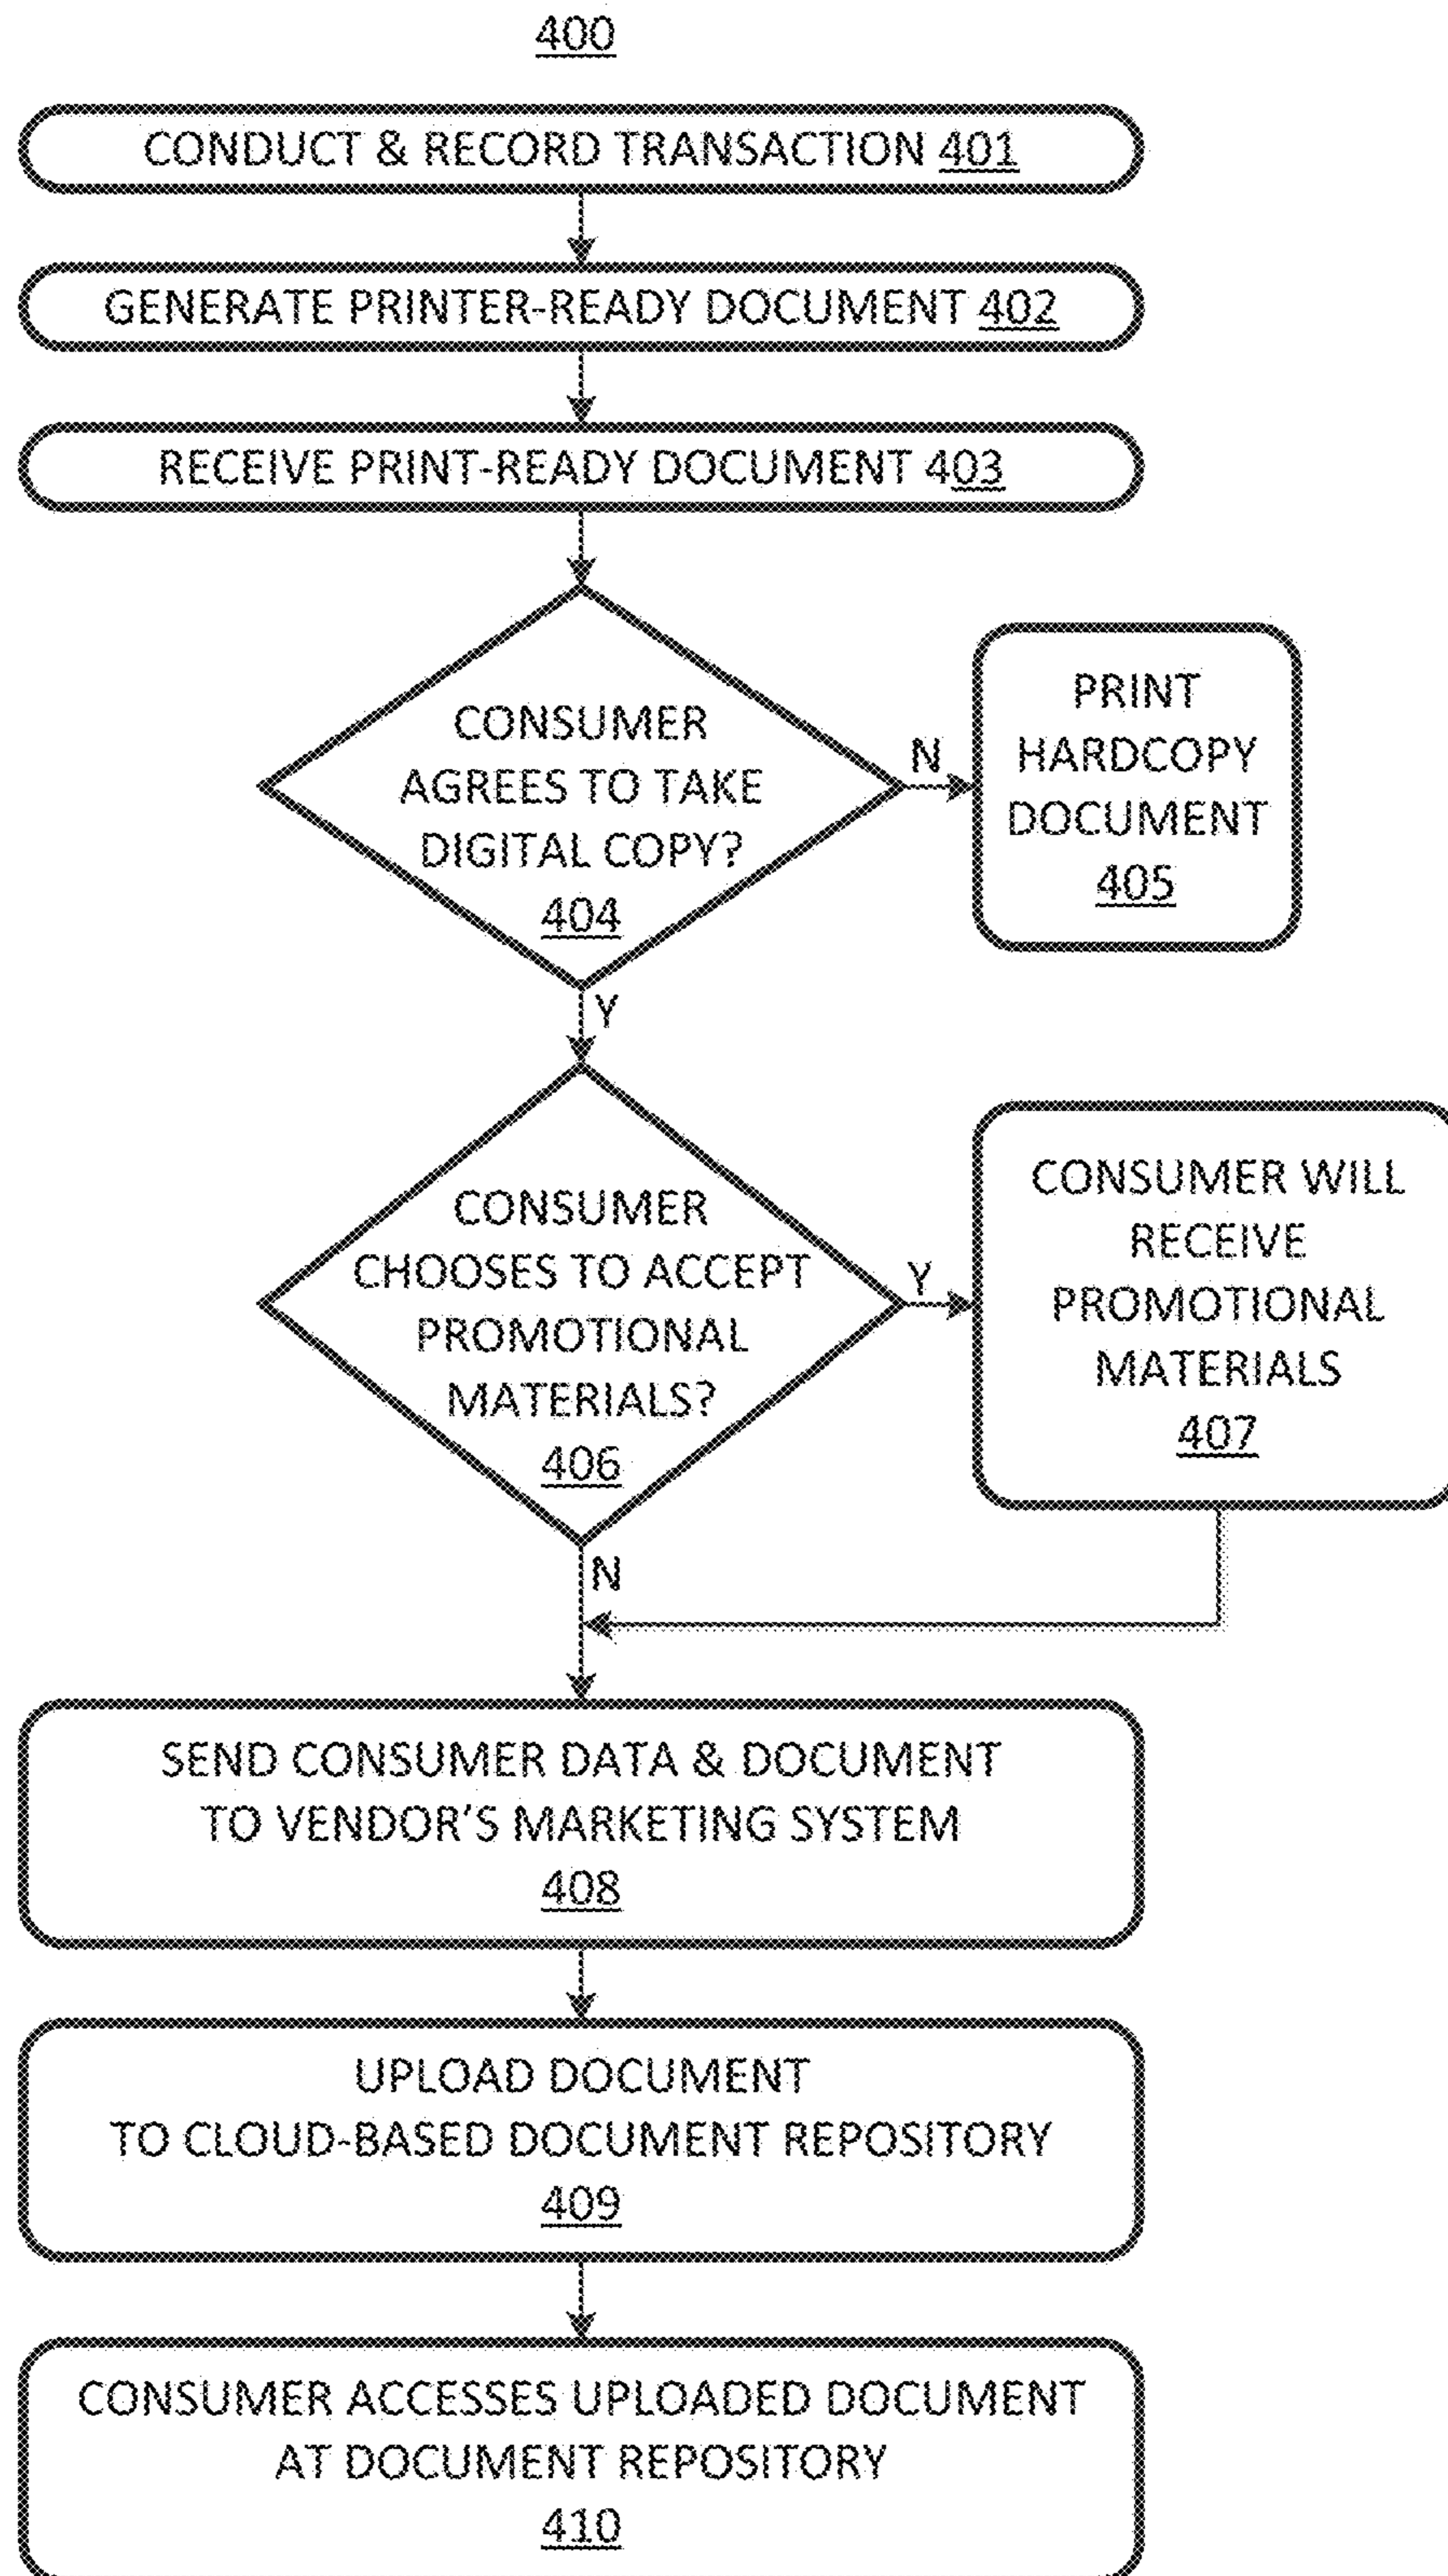 400
CONDUCT & RECORD TRANSACTION 401
GENERATE PRINTER-READY DOCUMENT 402
RECEIVE PRINT-READY DOCUMENT 403
CONSUMER
AGREES TO TAKE
DIGITAL COPY?
404
N
PRINT
HARDCOPY
DOCUMENT
405
Y
CONSUMER
CHOOSES TO ACCEPT
PROMOTIONAL
MATERIALS?
406
Y
CONSUMER WILL
RECEIVE
PROMOTIONAL
MATERIALS
407
N
SEND CONSUMER DATA & DOCUMENT
TO VENDOR'S MARKETING SYSTEM
408
UPLOAD DOCUMENT
TO CLOUD-BASED DOCUMENT REPOSITORY
409
CONSUMER ACCESSES UPLOADED DOCUMENT
AT DOCUMENT REPOSITORY
410